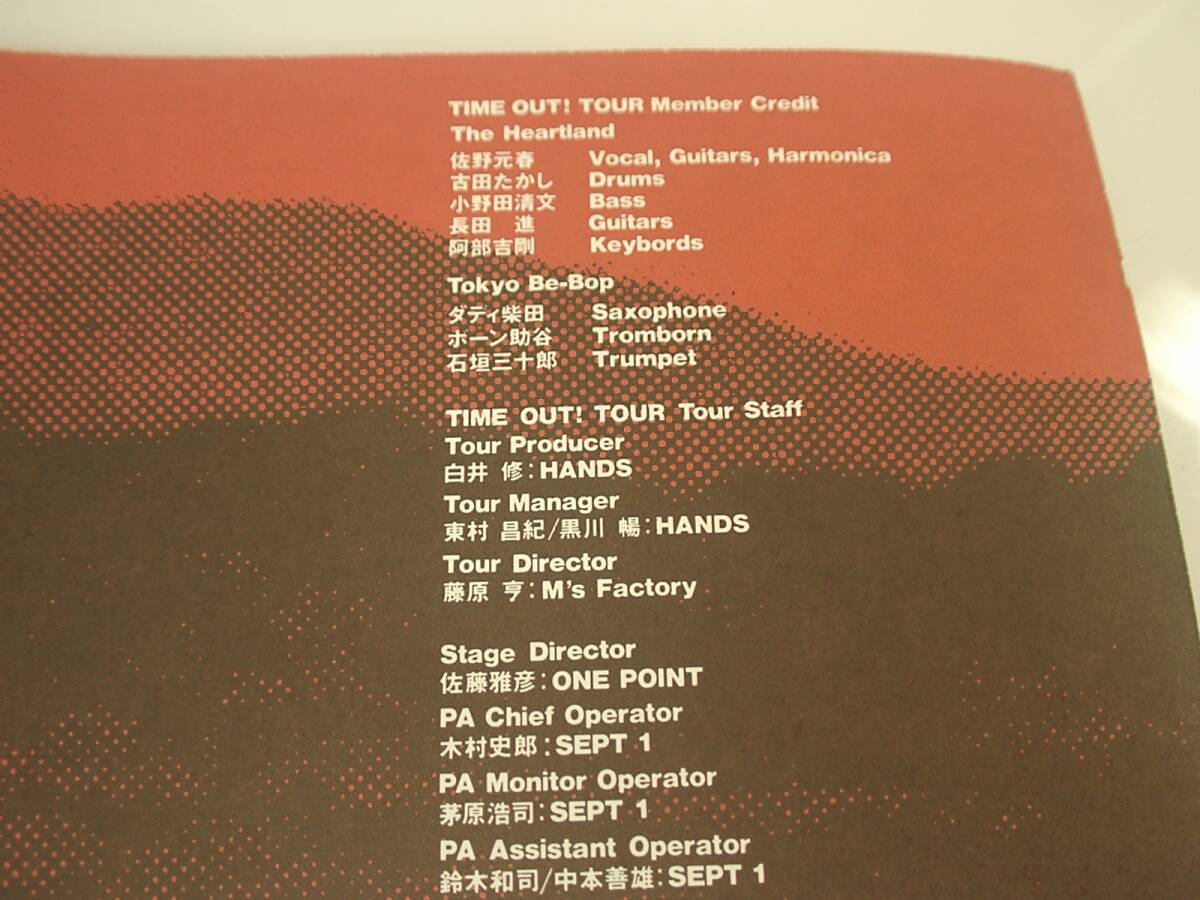 TIME OUT! TOUR Member Credit
The Heartland
佐野元春 Vocal, Guitars, Harmonica
古田たかし Drums
小野田清文 Bass
長田 進 Guitars
阿部吉剛 Keybords
Tokyo Be-Bop
ダディ柴田 Saxophone
ボーン助谷 Tromborn
石垣三十郎 Trumpet
TIME OUT! TOUR Tour Staff
Tour Producer
白井 修:HANDS
Tour Manager
東村 昌紀/黒川 暢:HANDS
Tour Director
藤原 亨:M's Factory
Stage Director
佐藤雅彦:ONE POINT
PA Chief Operator
木村史郎:SEPT 1
PA Monitor Operator
茅原浩司:SEPT 1
PA Assistant Operator
鈴木和司/中本善雄:SEPT 1